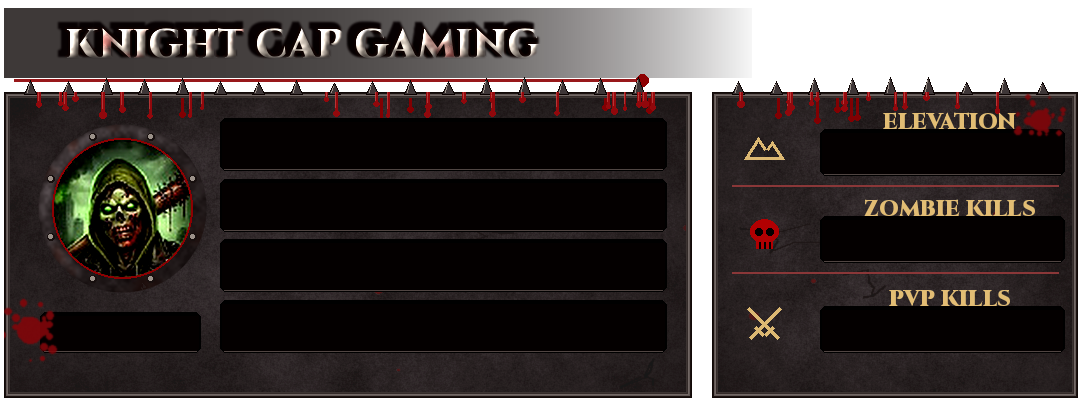 KNIGHT CAP GAMING
ELEVATION
ZOMBIE KILLS
PVP KILLS